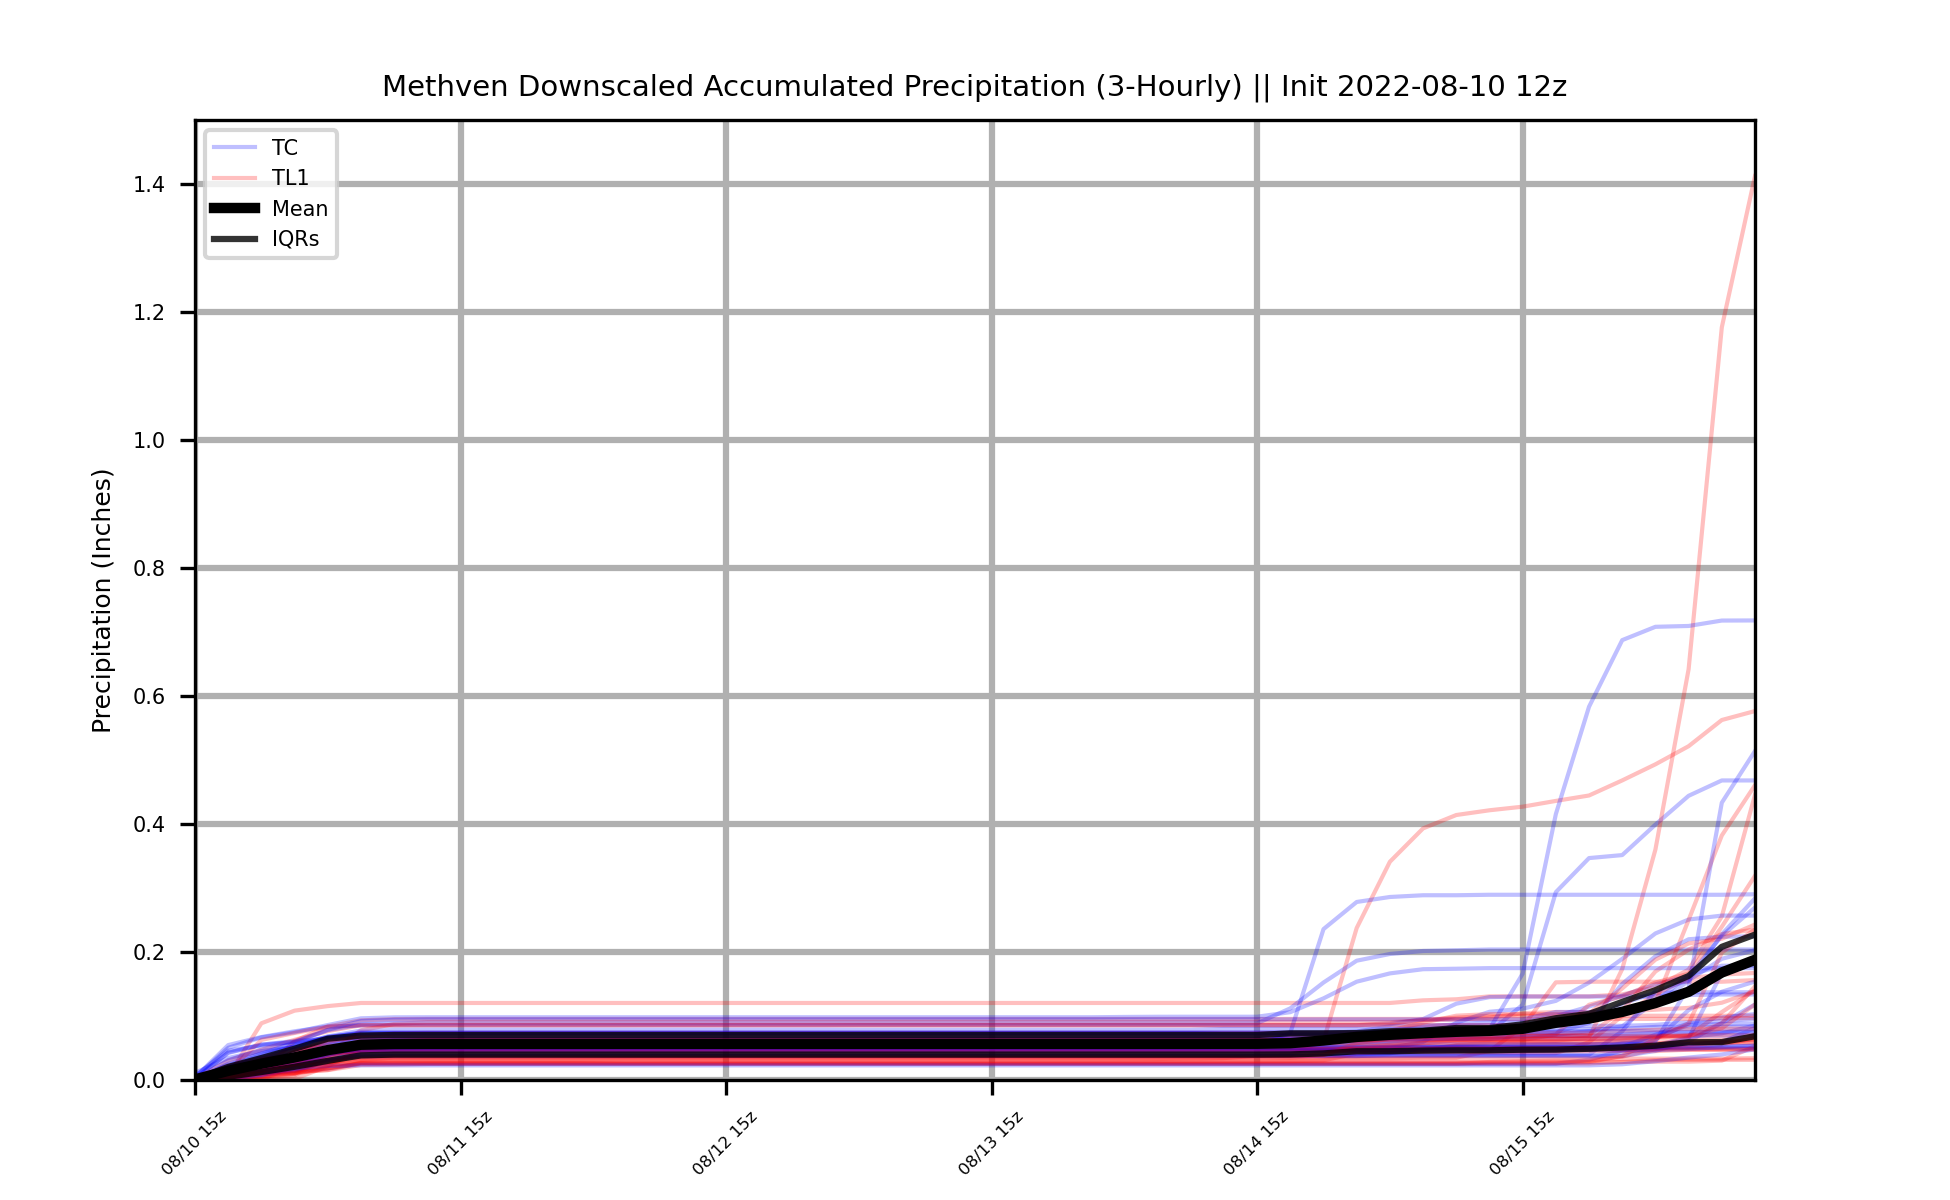 Methven Downscaled Accumulated Precipitation (3-Hourly) || Init 2022-08-10 12z
TC
TL1
Mean
IQRs
Precipitation (Inches)
1.4
1.2
1.0
0.8
0.6
0.4
0.2
0.0
08/10 15z
08/11 15z
08/12 15z
08/13 15z
08/14 15z
08/15 15z